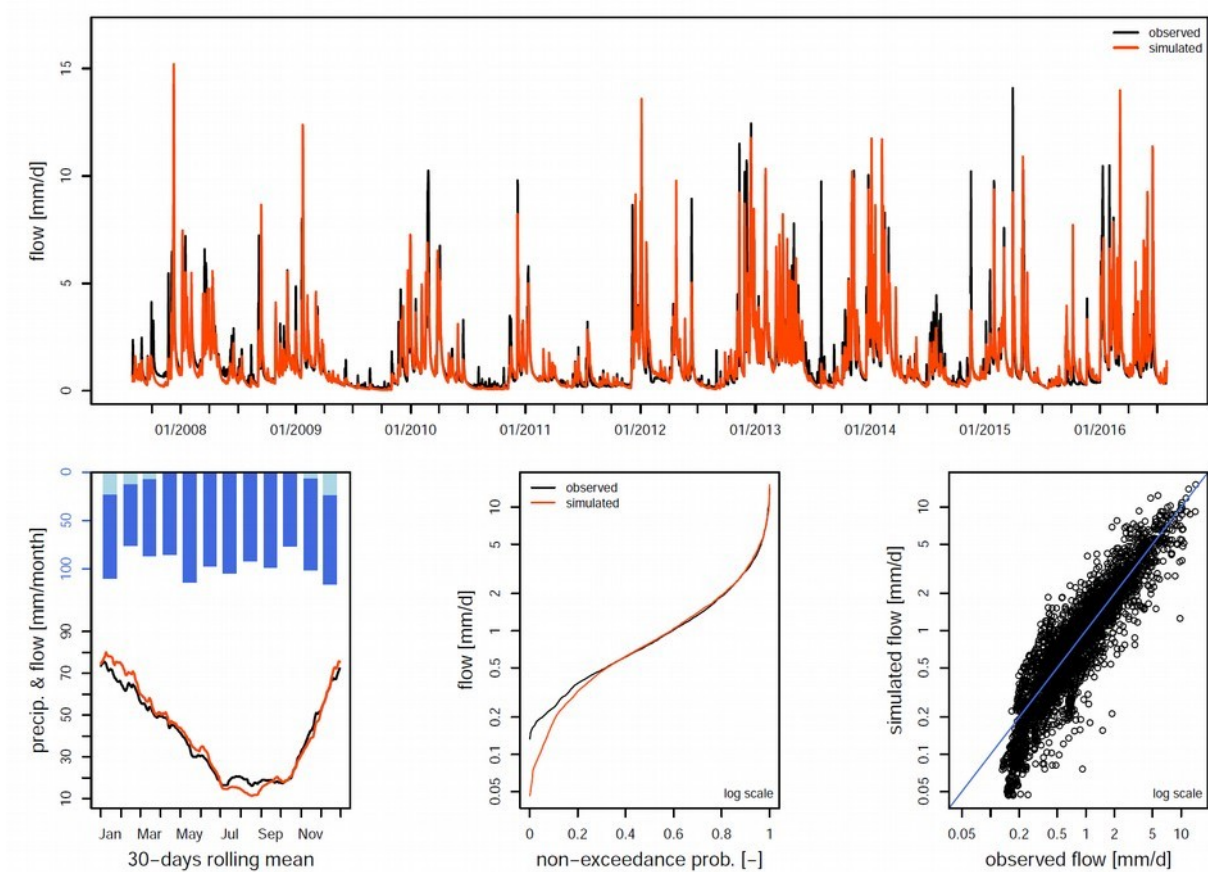 observed
simulated
15
10
5
0
flow [mm/d]
01/2008 01/2009 01/2010 01/2011 01/2012 01/2013 01/2014 01/2015 01/2016
0
50
100
90
70
50
30
10
precip. & flow [mm/month]
Jan Mar May Jul Sep Nov
30−days rolling mean
observed
simulated
10
5
2
1
0.5
0.2
0.1
0.05
flow [mm/d]
log scale
0 0.2 0.4 0.6 0.8 1
non−exceedance prob. [−]
10
5
2
1
0.5
0.2
0.1
0.05
simulated flow [mm/d]
log scale
0.05 0.2 0.5 1 2 5 10
observed flow [mm/d]